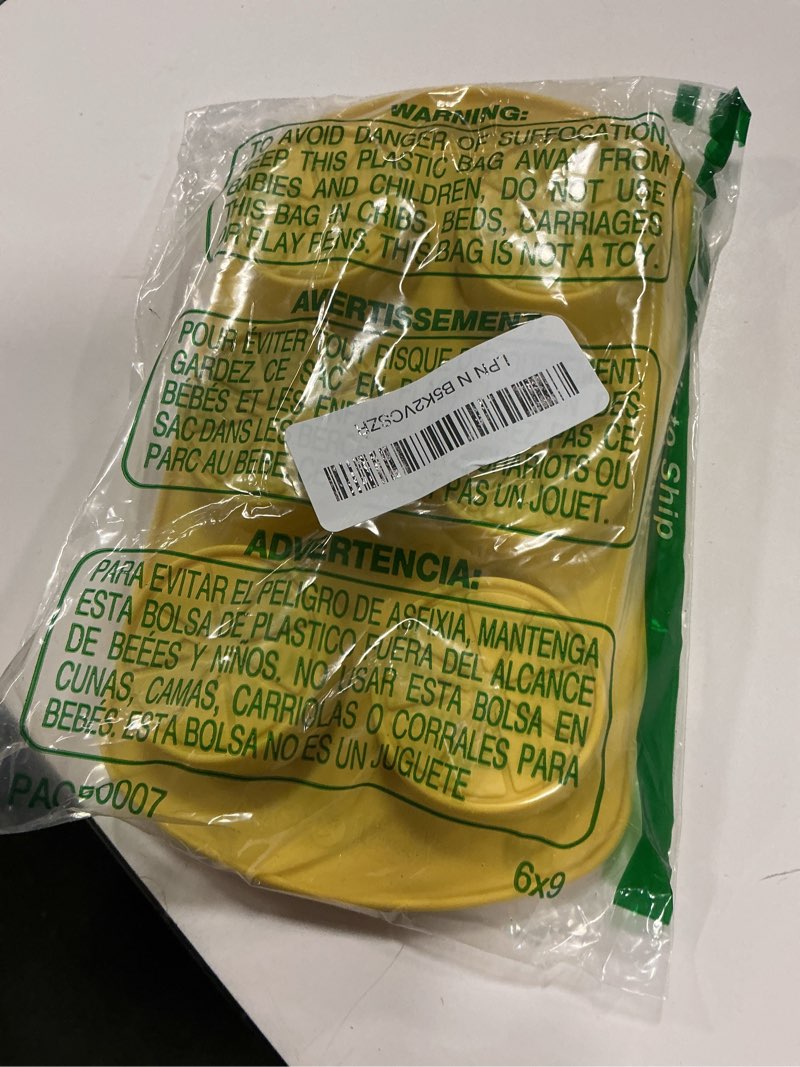 WARNING:
TO AVOID DANGER OF SUFFOCATION,
KEEP THIS PLASTIC BAG AWAY FROM
BABIES AND CHILDREN, DO NOT USE
THIS BAG IN CRIBS, BEDS, CARRIAGES
OR PLAY PENS. THIS BAG IS NOT A TOY.
AVERTISSEMENT
POUR ÉVITER TOUT RISQUE
GARDEZ CE SAC
BÉBÉS ET LES
SAC DANS LES PAS CE
PARC AU BÉBÉ CHARIOTS OU
PAS UN JOUET.
LPN N B5K2VCSZH
to Ship
ADVERTENCIA:
PARA EVITAR EL PELIGRO DE ASFIXIA, MANTENGA
ESTA BOLSA DE PLASTICO FUERA DEL ALCANCE
DE BEÉES Y NIÑOS. NO USAR ESTA BOLSA EN
CUNAS, CAMAS, CARRIOLAS O CORRALES PARA
BEBÉS. ESTA BOLSA NO ES UN JUGUETE
6x9